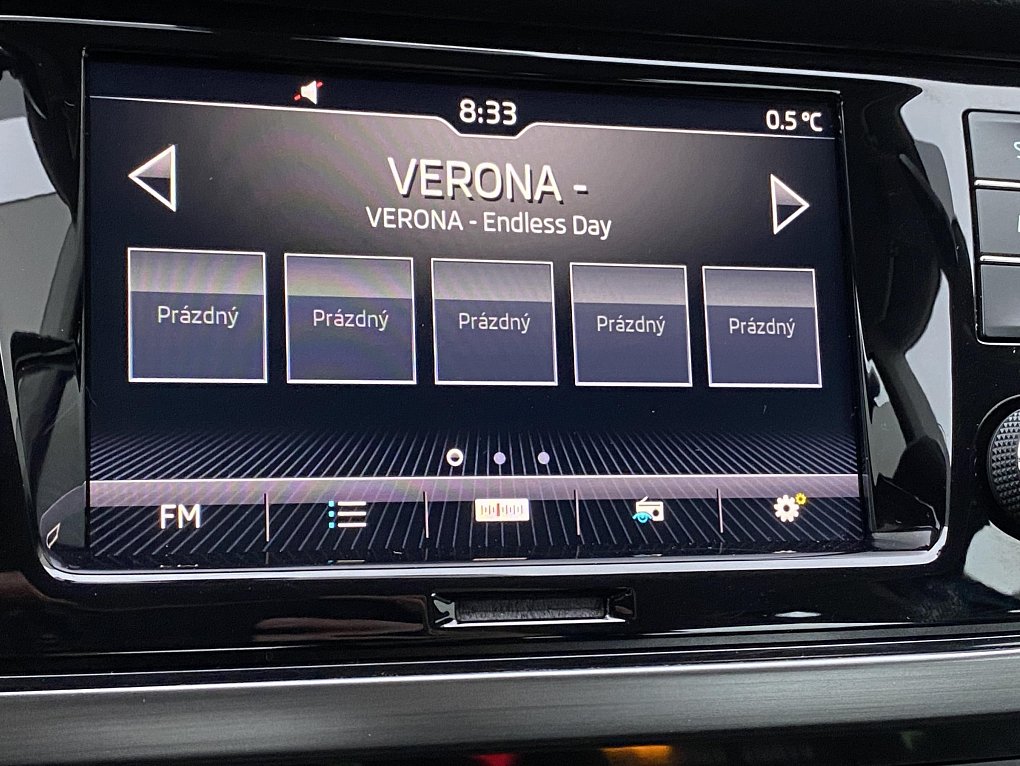 8:33
0.5 °C
VERONA -
VERONA - Endless Day
Prázdný
Prázdný
Prázdný
Prázdný
Prázdný
FM